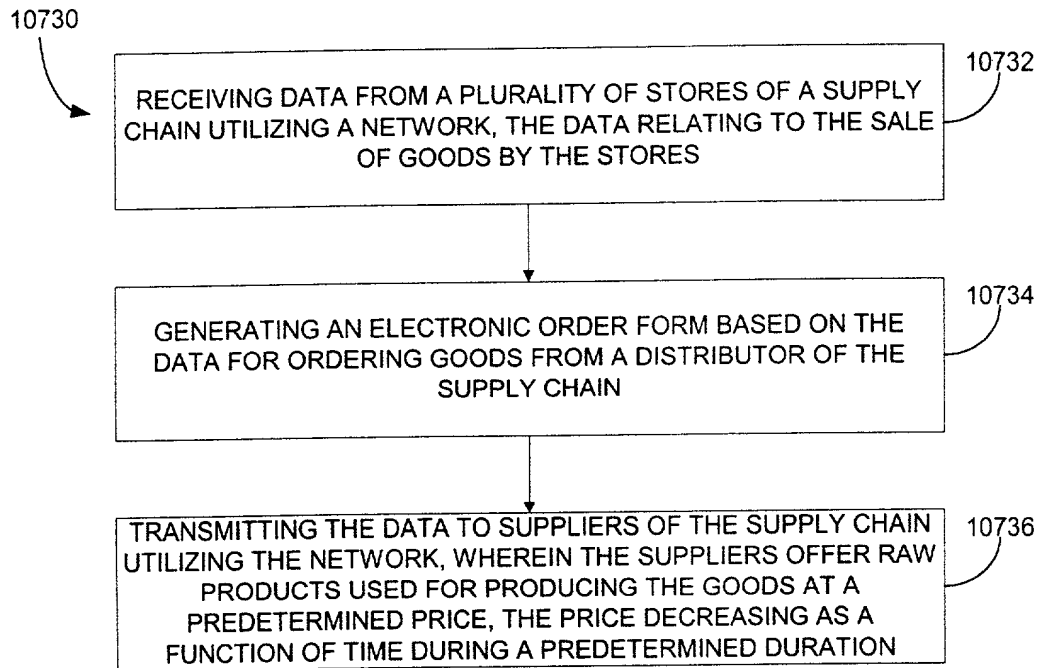 10730
10732
RECEIVING DATA FROM A PLURALITY OF STORES OF A SUPPLY
CHAIN UTILIZING A NETWORK, THE DATA RELATING TO THE SALE
OF GOODS BY THE STORES
10734
GENERATING AN ELECTRONIC ORDER FORM BASED ON THE
DATA FOR ORDERING GOODS FROM A DISTRIBUTOR OF THE
SUPPLY CHAIN
10736
TRANSMITTING THE DATA TO SUPPLIERS OF THE SUPPLY CHAIN
UTILIZING THE NETWORK, WHEREIN THE SUPPLIERS OFFER RAW
PRODUCTS USED FOR PRODUCING THE GOODS AT A
PREDETERMINED PRICE, THE PRICE DECREASING AS A
FUNCTION OF TIME DURING A PREDETERMINED DURATION